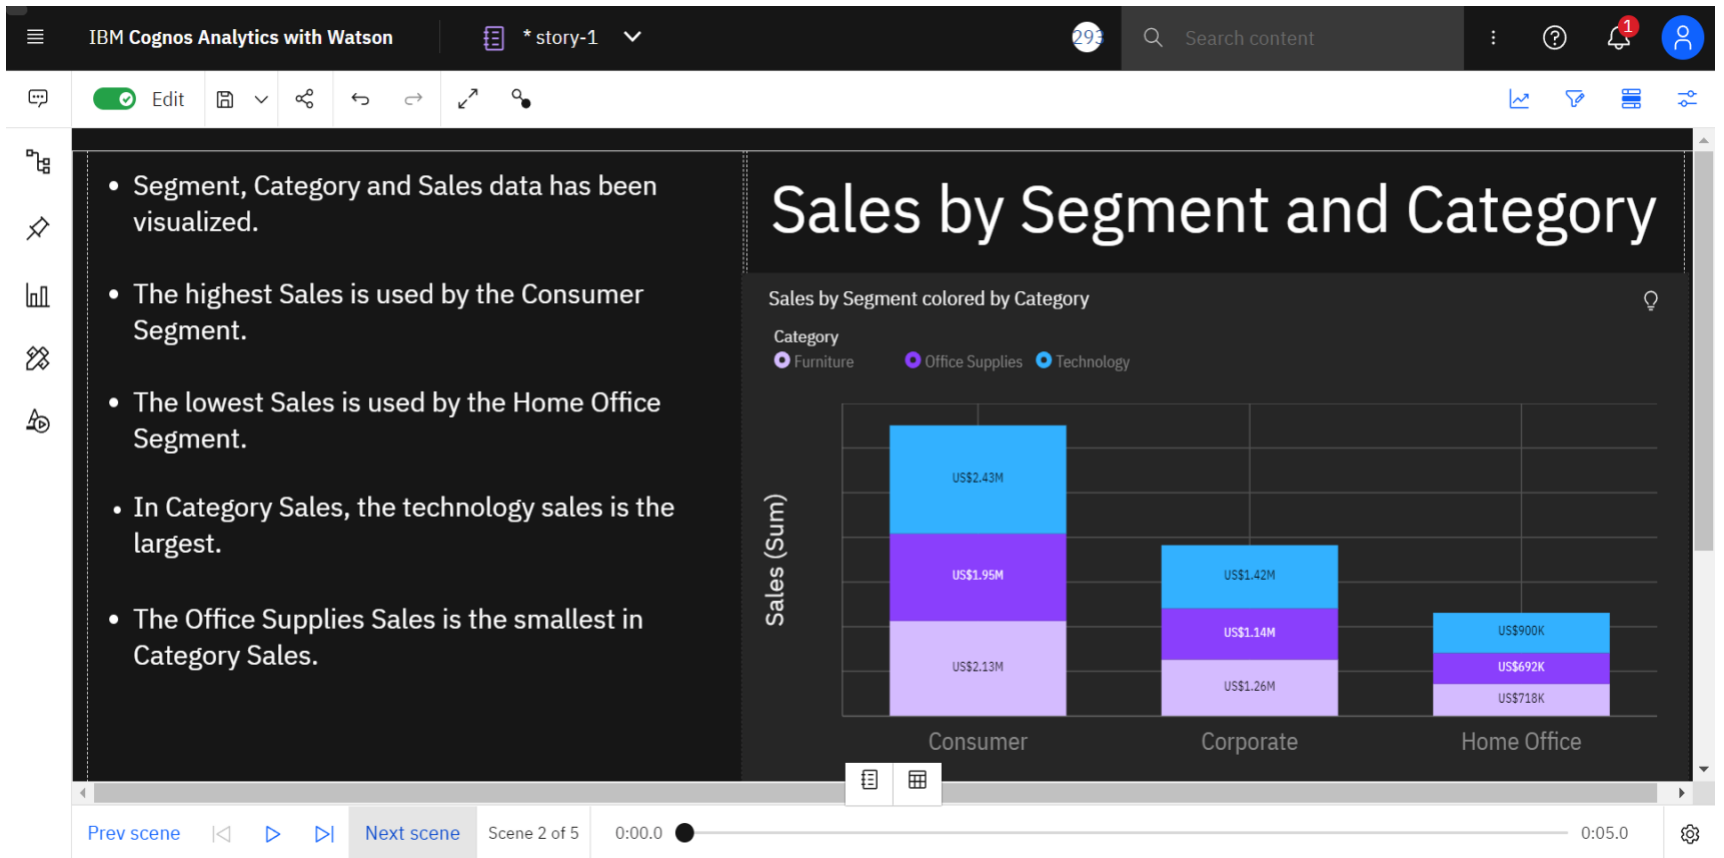 IBM Cognos Analytics with Watson
* story-1
293
Search content
1
Edit
• Segment, Category and Sales data has been
visualized.
• The highest Sales is used by the Consumer
Segment.
• The lowest Sales is used by the Home Office
Segment.
• In Category Sales, the technology sales is the
largest.
• The Office Supplies Sales is the smallest in
Category Sales.
Sales by Segment and Category
Sales by Segment colored by Category
Category
Furniture Office Supplies Technology
Sales (Sum)
US$2.43M
US$1.95M
US$2.13M
US$1.42M
US$1.14M
US$1.26M
US$900K
US$692K
US$718K
Consumer Corporate Home Office
Prev scene Next scene Scene 2 of 5 0:00.0 0:05.0